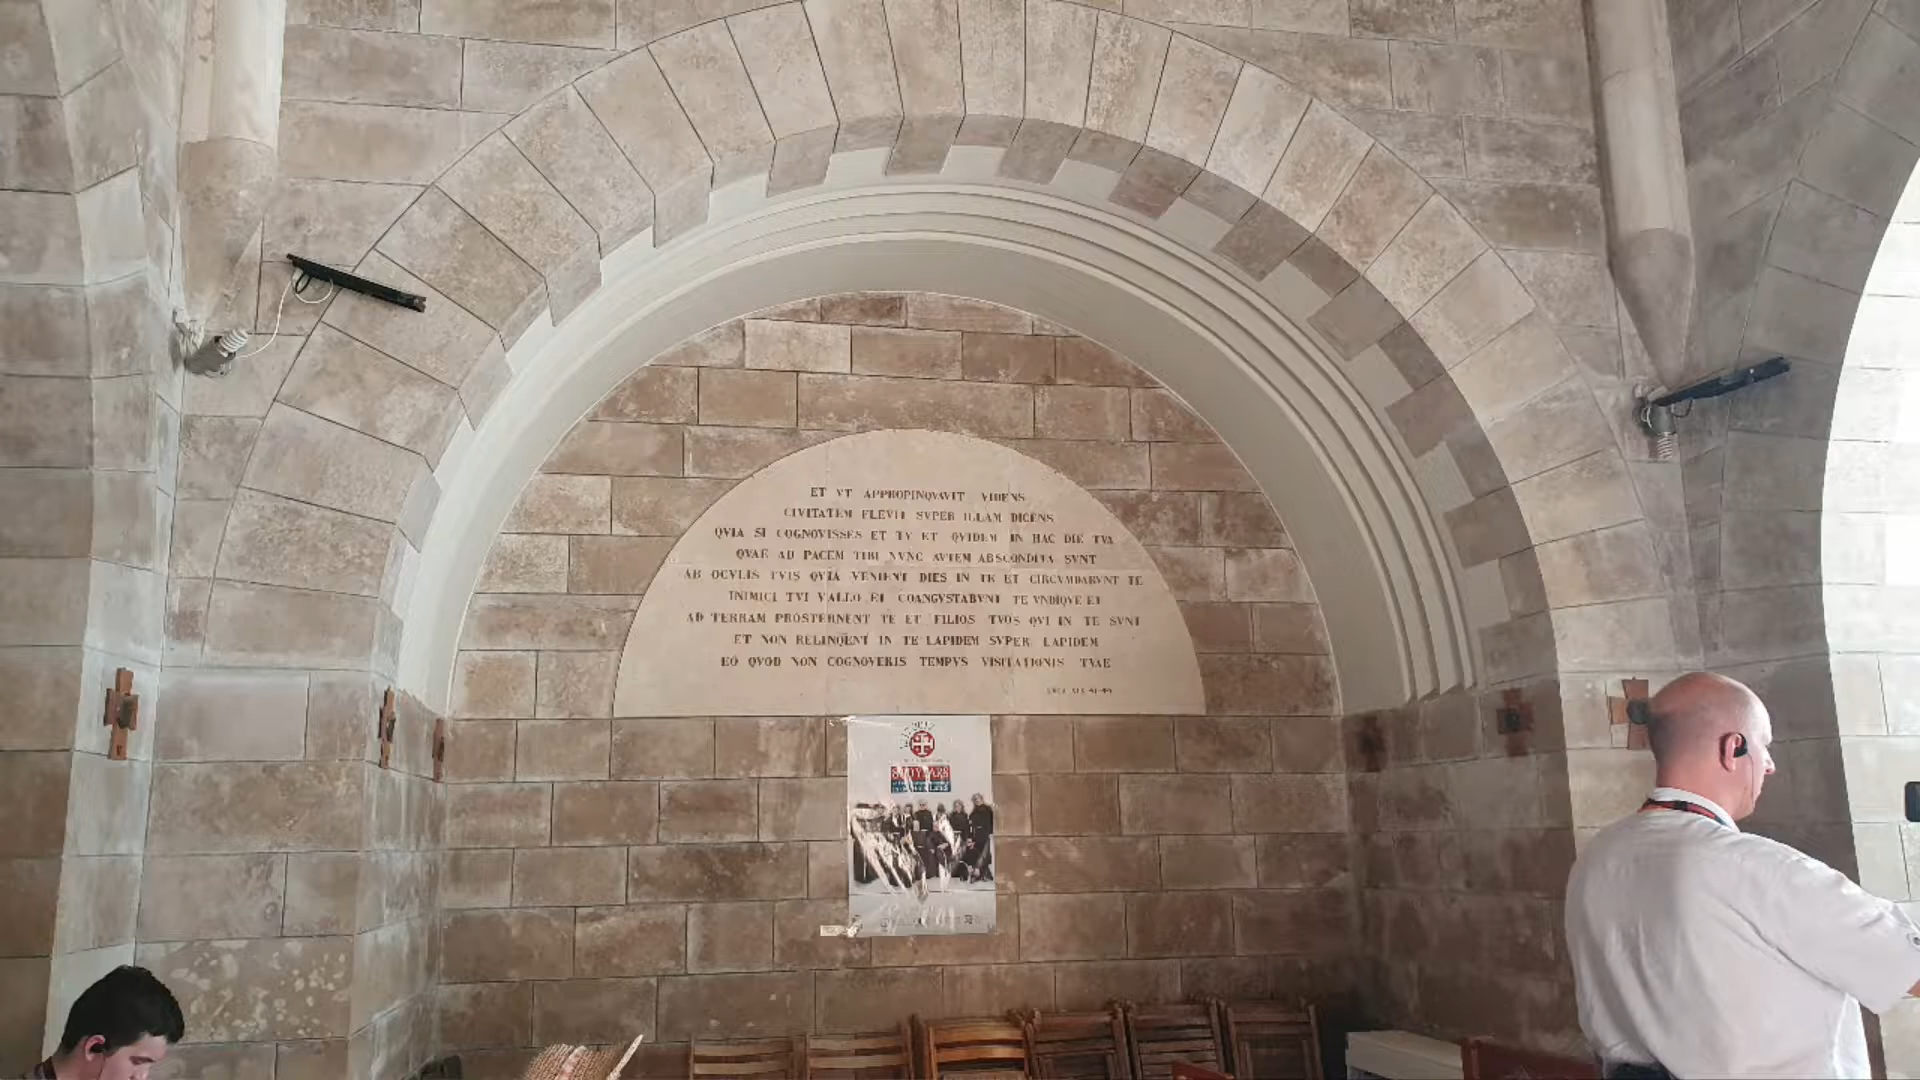 ET VT APPROPINQVAVIT VIDENS
CIVITATEM FLEVIT SVPER ILLAM DICENS
QVIA SI COGNOVISSES ET TV ET QVIDEM IN HAC DIE TVA
QVAE AD PACEM TIBI NVNC AVTEM ABSCONDITA SVNT
AB OCVLIS TVIS QVIA VENIENT DIES IN TE ET CIRCVMDABVNT TE
INIMICI TVI VALLO ET COANGVSTABVNT TE VNDIQVE ET
AD TERRAM PROSTERNENT TE ET FILIOS TVOS QVI IN TE SVNT
ET NON RELINQENT IN TE LAPIDEM SVPER LAPIDEM
EO QVOD NON COGNOVERIS TEMPVS VISITATIONIS TVAE